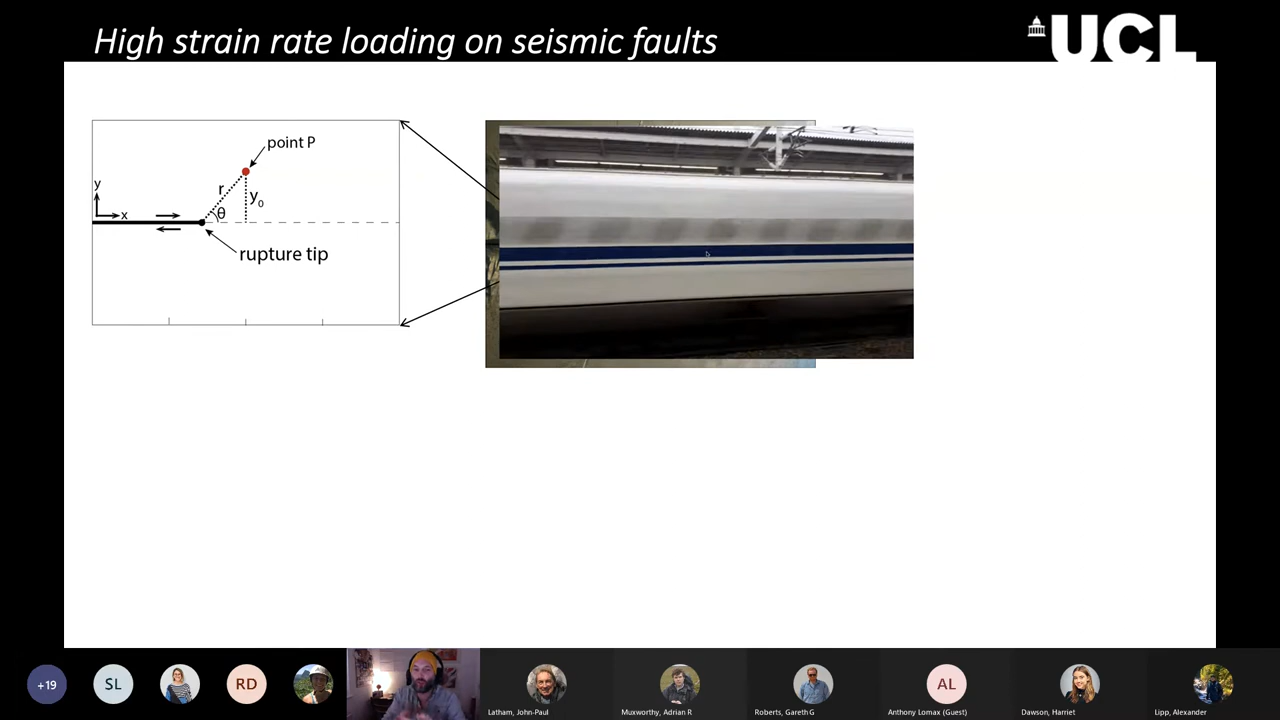 High strain rate loading on seismic faults
UCL
point P
y
r
y0
x
θ
rupture tip
+19
SL
RD
AL
Latham, John-Paul
Muxworthy, Adrian R
Roberts, Gareth G
Anthony Lomax (Guest)
Dawson, Harriet
Lipp, Alexander